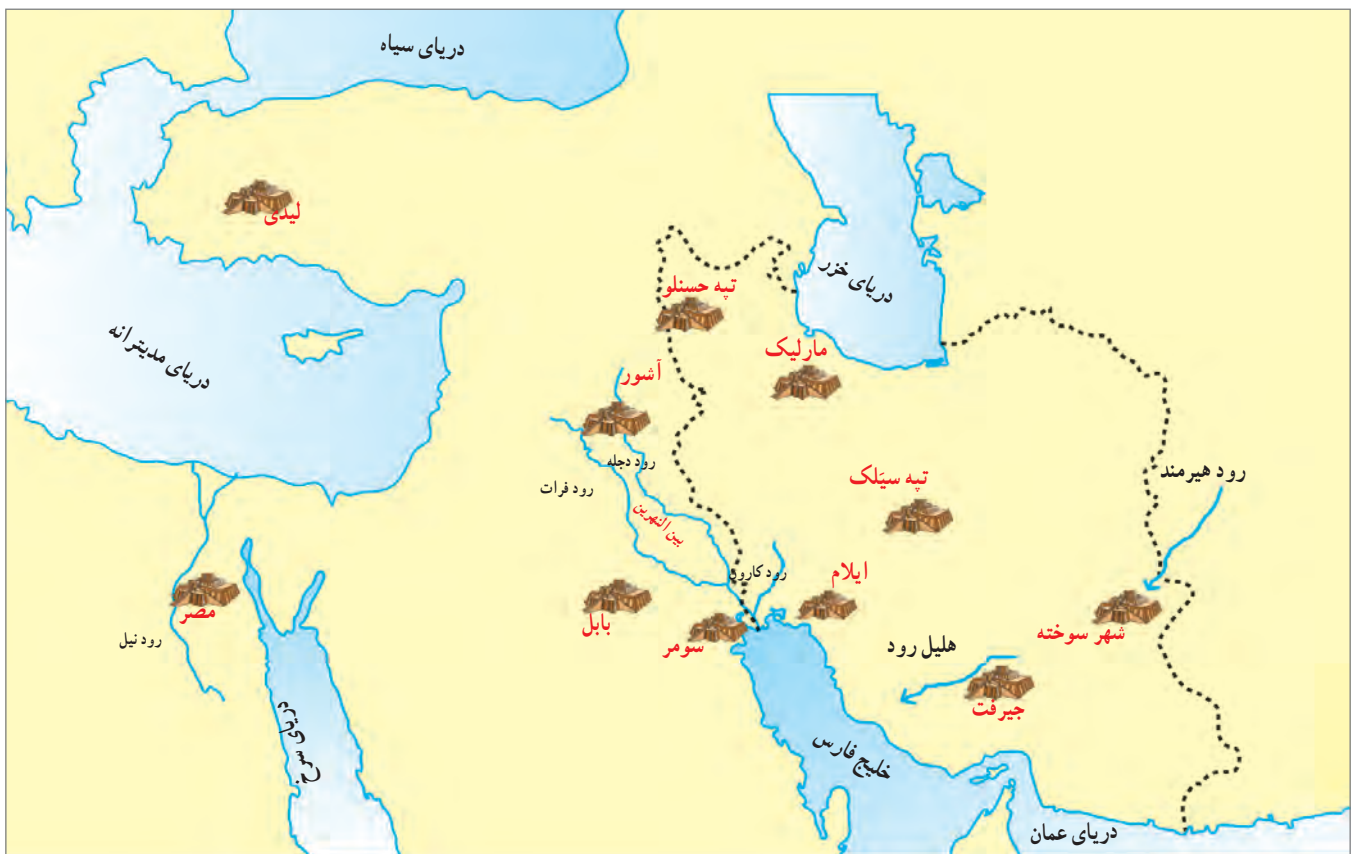 دریای سیاه
لیدی
دریای خزر
تپه حسنلو
مارلیک
دریای مدیترانه
آشور
رود دجله
رود فرات
بین النهرین
تپه سیَلک
رود هیرمند
رود کارون
ایلام
مصر
بابل
سومر
شهر سوخته
رود نیل
هلیل رود
جیرفت
دریای سرخ
خلیج فارس
دریای عمان